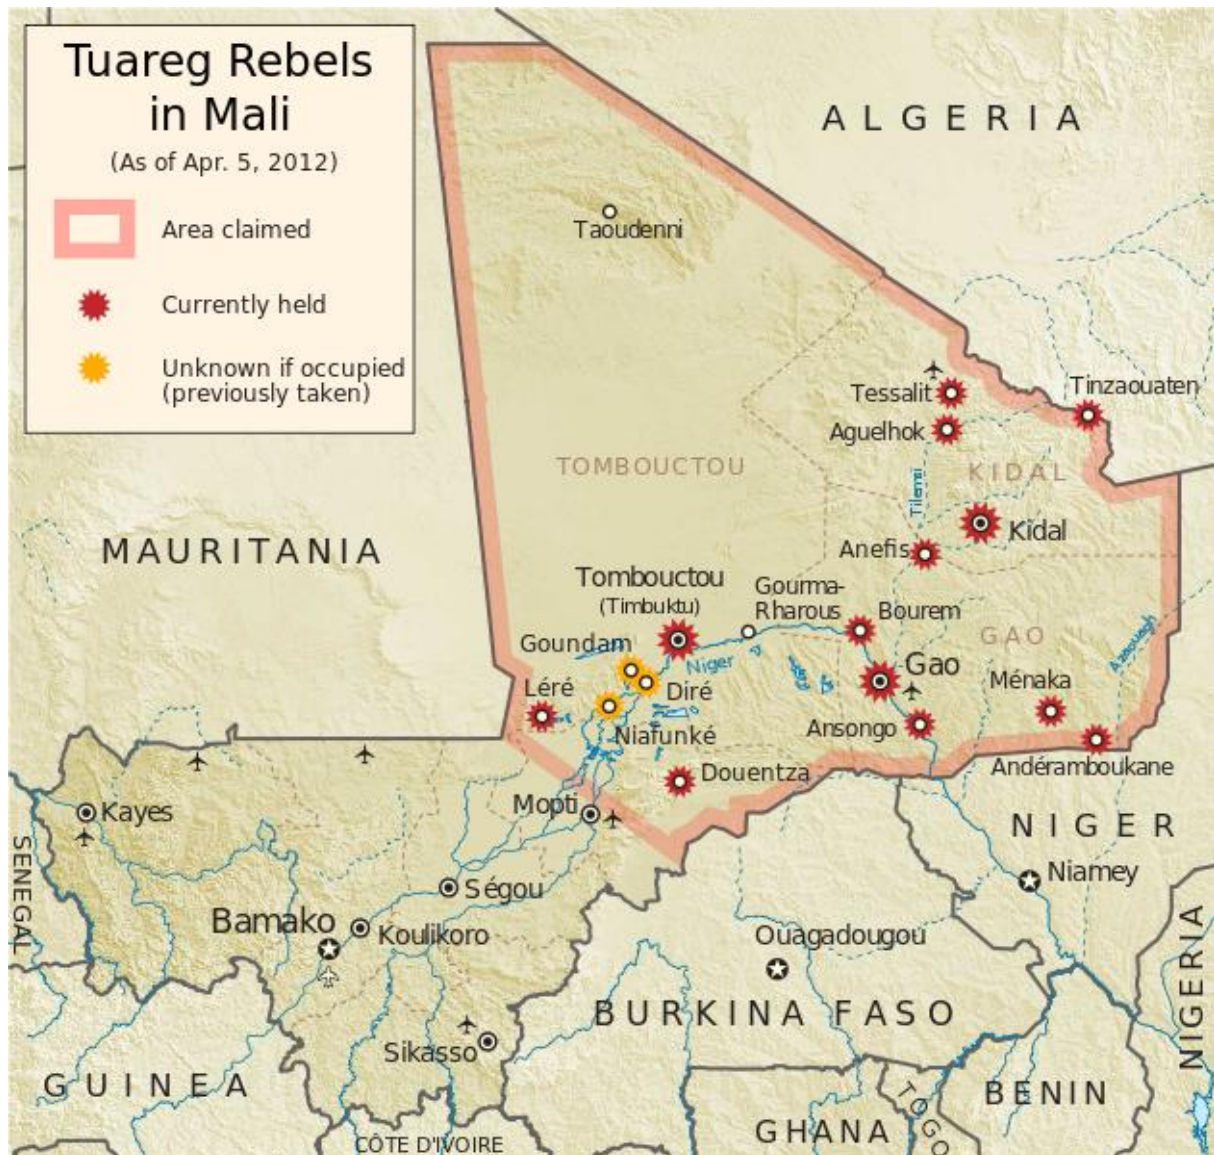 Tuareg Rebels
in Mali
(As of Apr. 5, 2012)
Area claimed
Currently held
Unknown if occupied
(previously taken)
ALGERIA
Taoudenni
Tessalit
Tinzaouaten
Aguelhok
TOMBOUCTOU
KIDAL
Tilemsi
Kidal
MAURITANIA
Anefis
Tombouctou
(Timbuktu)
Gourma-
Rharous
Bourem
Goundam
GAO
Azaouagh
Niger
Gao
Léré
Diré
Ménaka
Niafunké
Ansongo
Douentza
Andéramboukane
Mopti
Kayes
NIGER
SENEGAL
Ségou
Niamey
Bamako
Koulikoro
Ouagadougou
NIGERIA
BURKINA FASO
Sikasso
GUINEA
BENIN
TOGO
GHANA
CÔTE D'IVOIRE